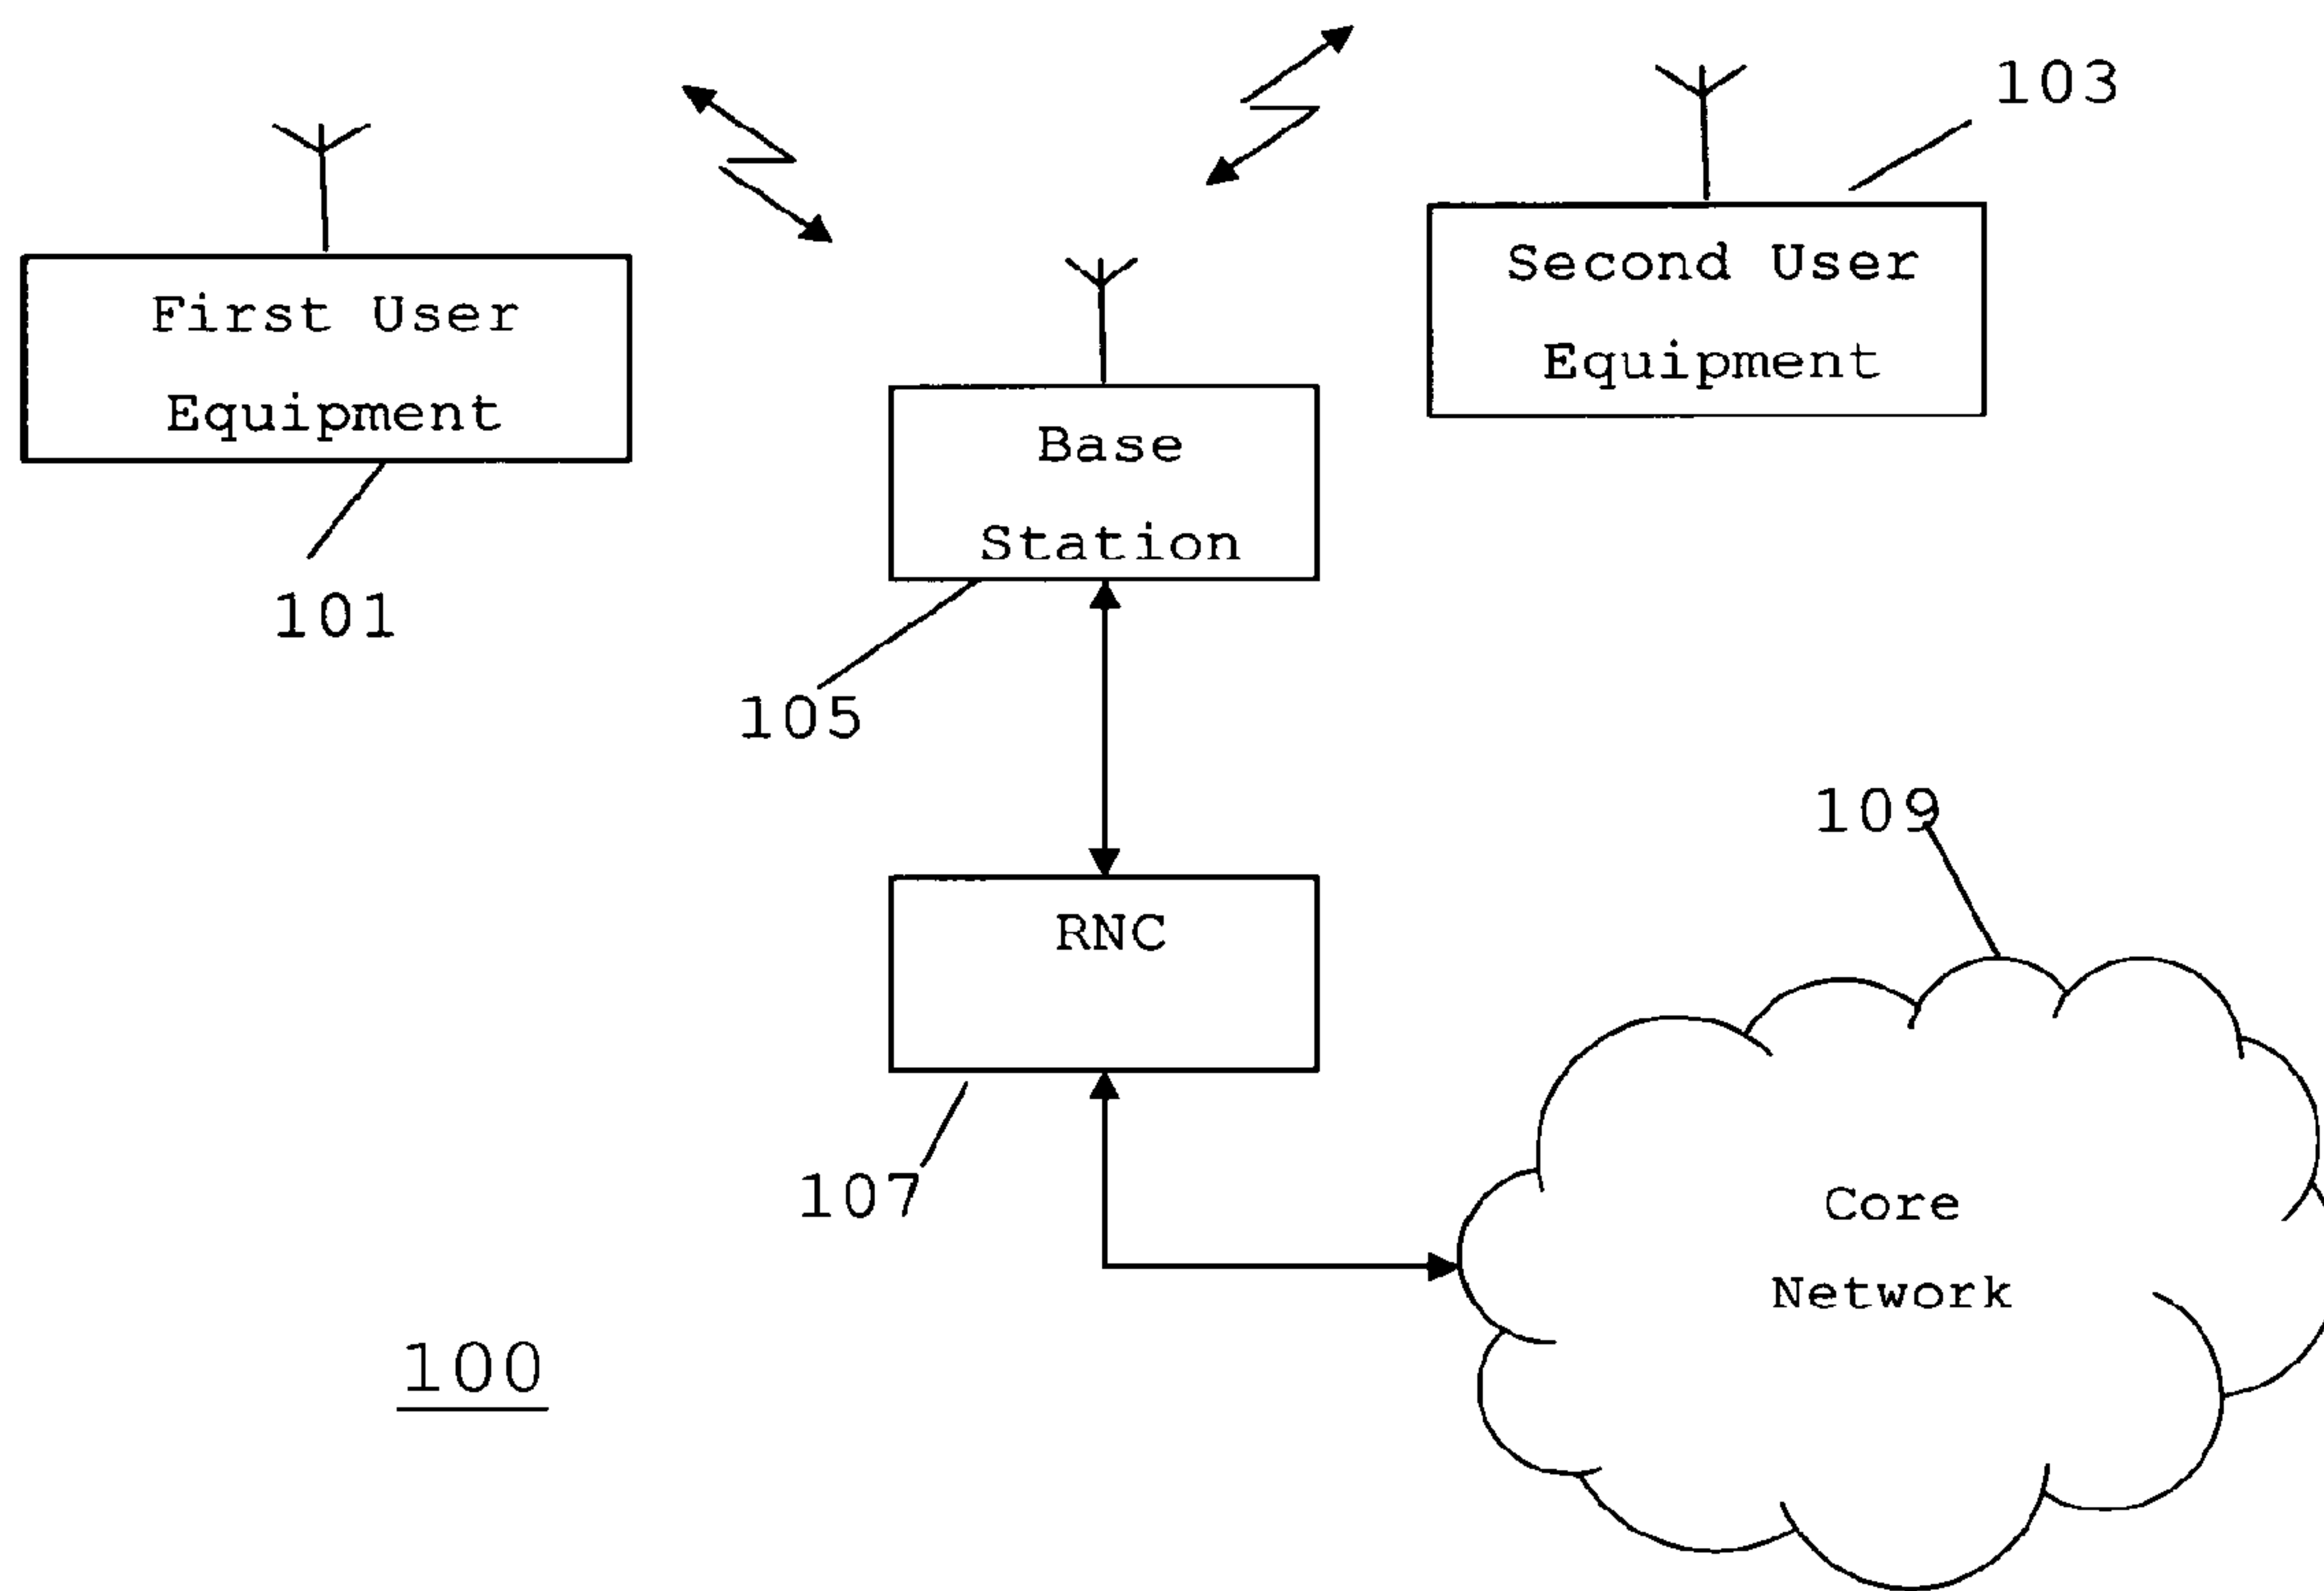 103
First User
Equipment
Second User
Equipment
Base
Station
101
105
109
RNC
107
Core
Network
100